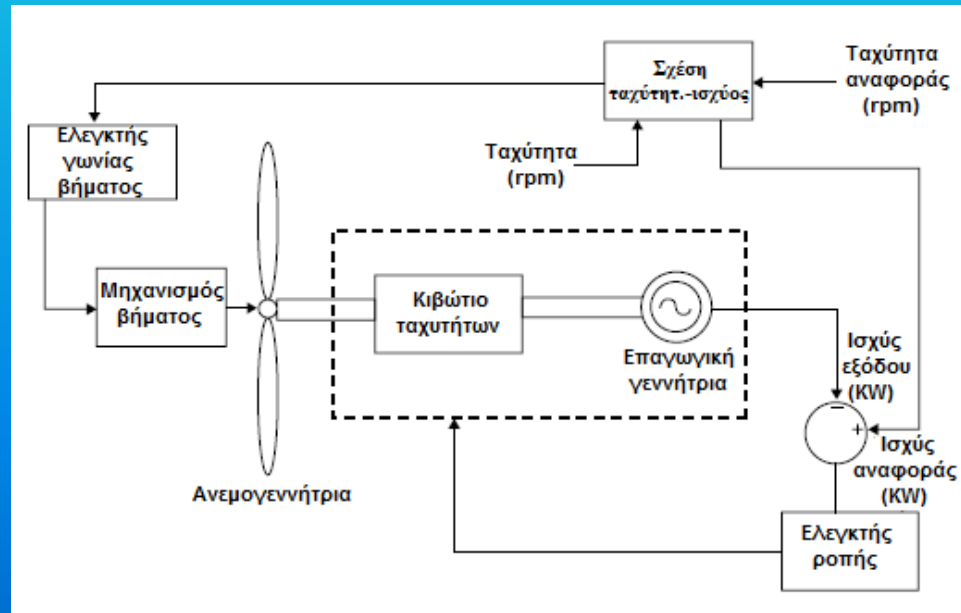 Σχέση
ταχύτητ.-ισχύος
Ταχύτητα
αναφοράς
(rpm)
Ελεγκτής
γωνίας
βήματος
Ταχύτητα
(rpm)
Μηχανισμός
βήματος
Κιβώτιο
ταχυτήτων
Επαγωγική
γεννήτρια
Ισχύς
εξόδου
(KW)
−
+
Ισχύς
αναφοράς
(KW)
Ανεμογεννήτρια
Ελεγκτής
ροπής